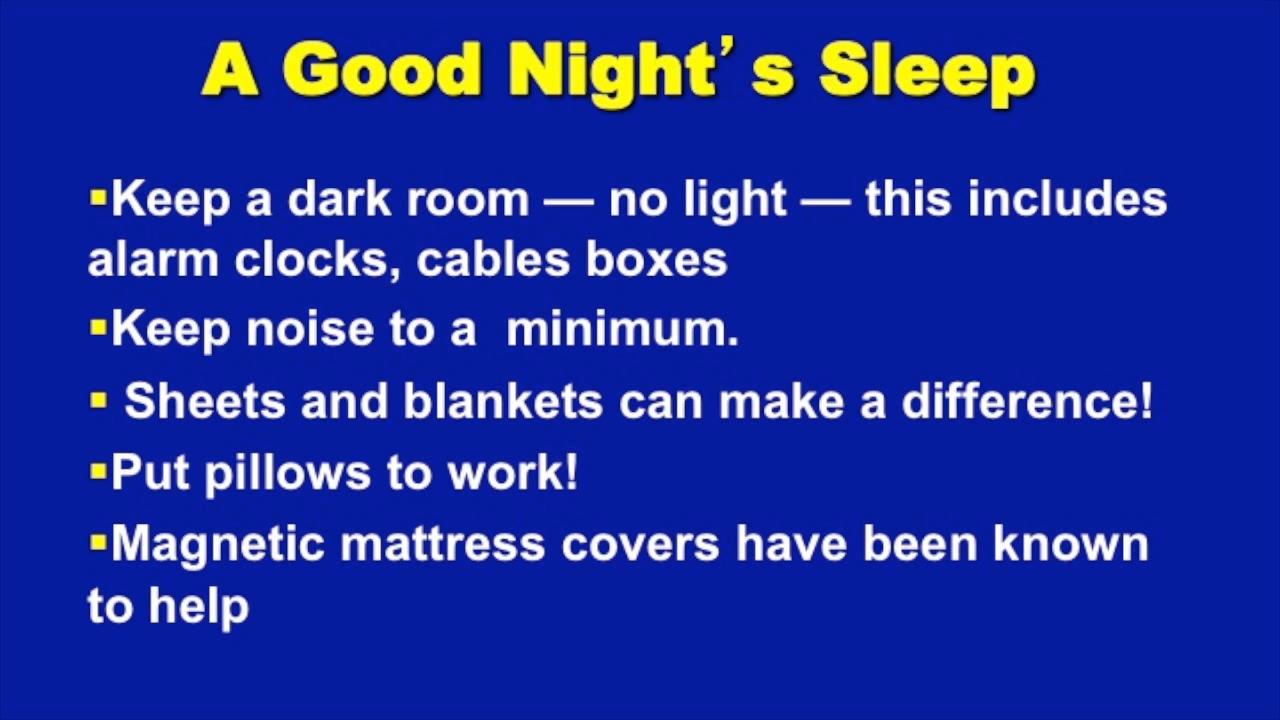 A Good Night’s Sleep
▪Keep a dark room — no light — this includes
alarm clocks, cables boxes
▪Keep noise to a  minimum.
▪ Sheets and blankets can make a difference!
▪Put pillows to work!
▪Magnetic mattress covers have been known
to help